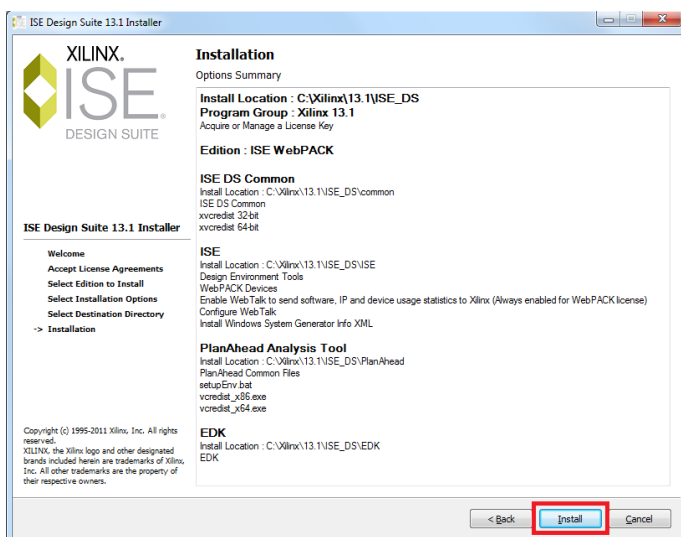 ISE Design Suite 13.1 Installer
XILINX.
ISE
DESIGN SUITE
ISE Design Suite 13.1 Installer
Welcome
Accept License Agreements
Select Edition to Install
Select Installation Options
Select Destination Directory
-> Installation
Copyright (c) 1995-2011 Xilinx, Inc. All rights
reserved.
XILINX, the Xilinx logo and other designated
brands included herein are trademarks of Xilinx,
Inc. All other trademarks are the property of
their respective owners.
Installation
Options Summary
Install Location : C:\Xilinx\13.1\ISE_DS
Program Group : Xilinx 13.1
Acquire or Manage a License Key
Edition : ISE WebPACK
ISE DS Common
Install Location : C:\Xilinx\13.1\ISE_DS\common
ISE DS Common
xvcredist 32-bit
xvcredist 64-bit
ISE
Install Location : C:\Xilinx\13.1\ISE_DS\ISE
Design Environment Tools
WebPACK Devices
Enable WebTalk to send software, IP and device usage statistics to Xilinx (Always enabled for WebPACK license)
Configure WebTalk
Install Windows System Generator Info XML
PlanAhead Analysis Tool
Install Location : C:\Xilinx\13.1\ISE_DS\PlanAhead
PlanAhead Common Files
setupEnv.bat
vcredist_x86.exe
vcredist_x64.exe
EDK
Install Location : C:\Xilinx\13.1\ISE_DS\EDK
EDK
< Back
Install
Cancel